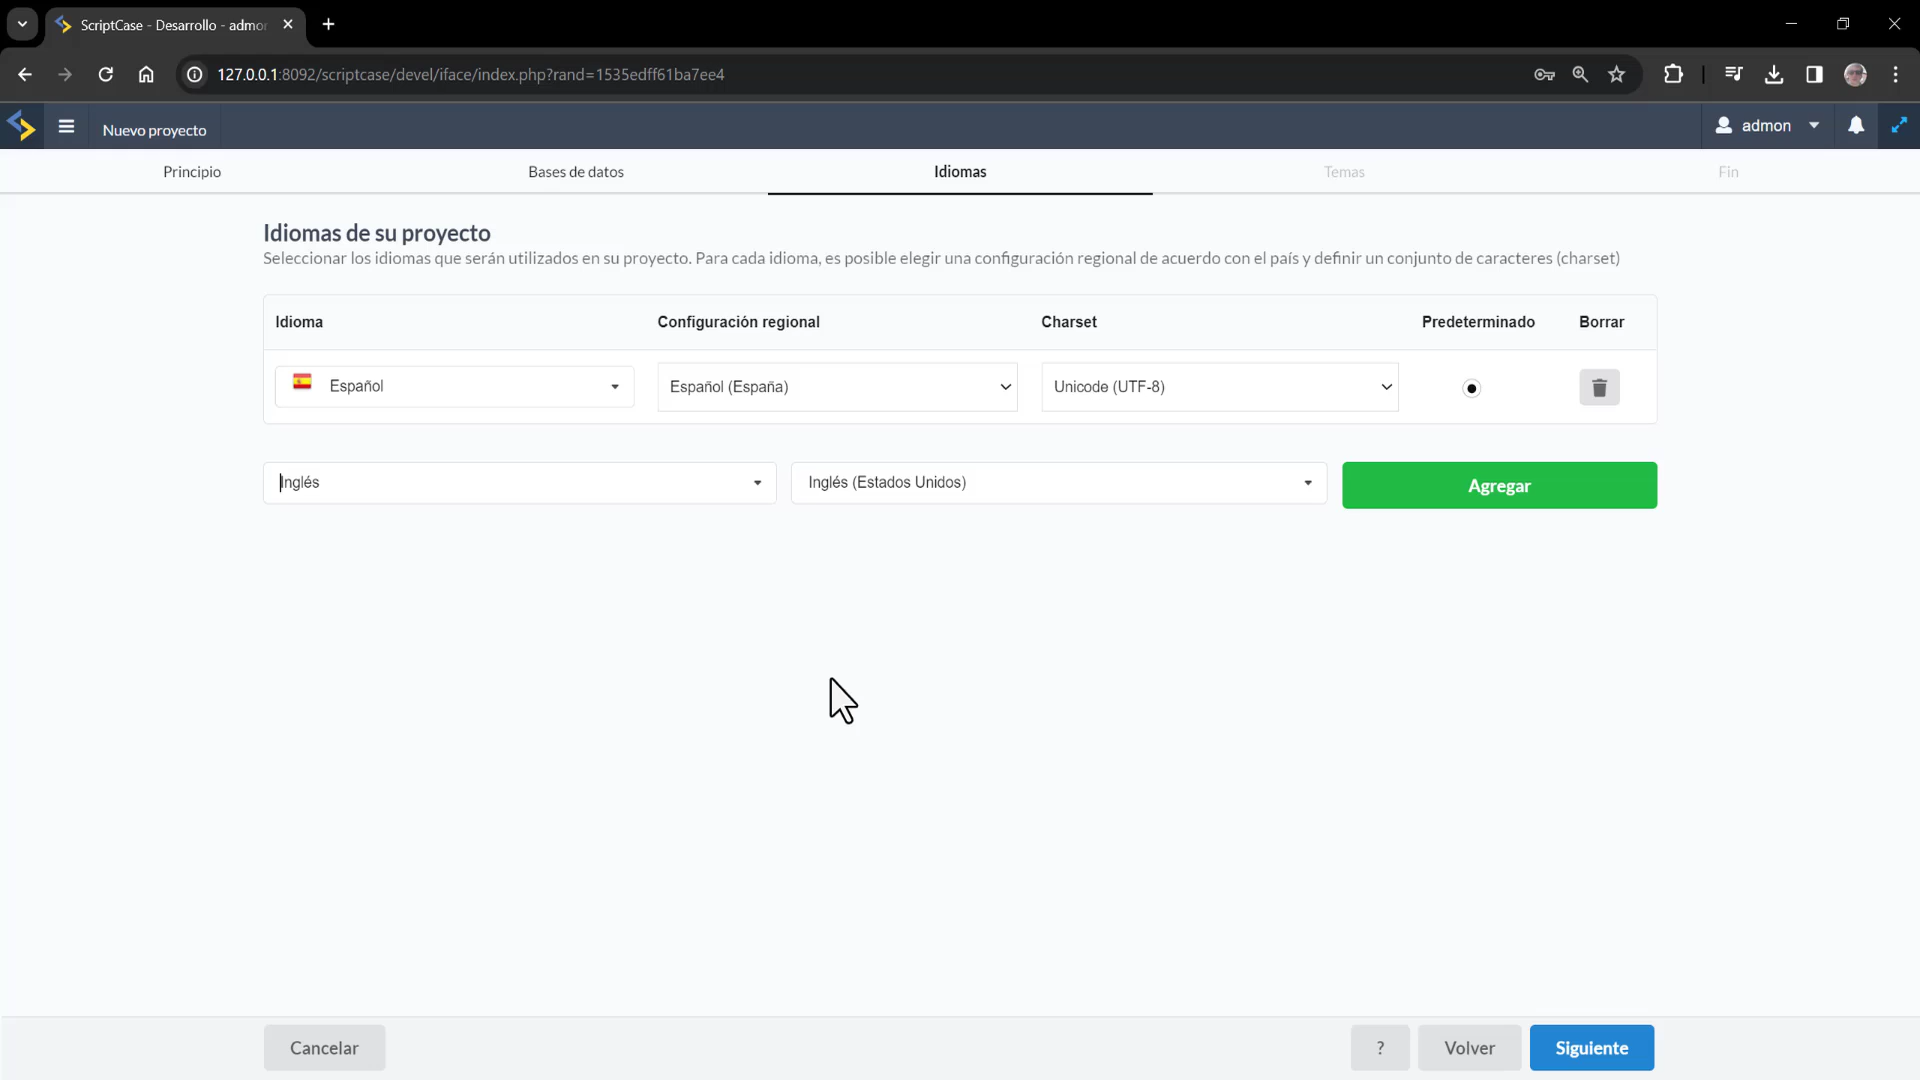 ScriptCase - Desarrollo - admor
127.0.0.1:8092/scriptcase/devel/iface/index.php?rand=1535edff61ba7ee4
Nuevo proyecto
admon
Principio
Bases de datos
Idiomas
Temas
Fin
Idiomas de su proyecto
Seleccionar los idiomas que serán utilizados en su proyecto. Para cada idioma, es posible elegir una configuración regional de acuerdo con el país y definir un conjunto de caracteres (charset)
Idioma
Configuración regional
Charset
Predeterminado
Borrar
Español
Español (España)
Unicode (UTF-8)
Inglés
Inglés (Estados Unidos)
Agregar
Cancelar
?
Volver
Siguiente